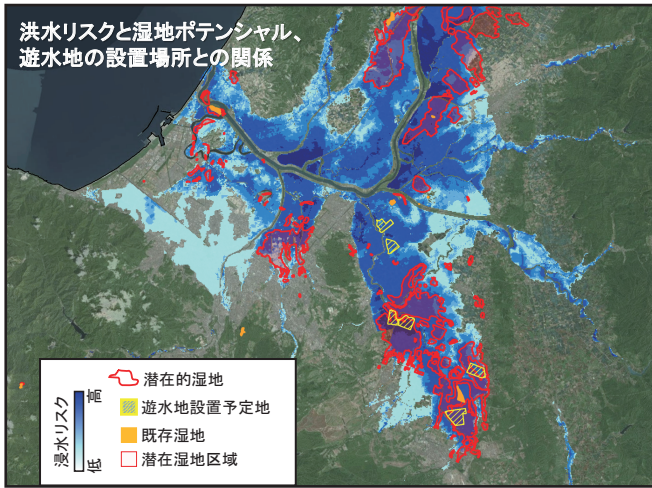 洪水リスクと湿地ポテンシャル、
遊水地の設置場所との関係
浸水リスク
高
低
潜在的湿地
遊水地設置予定地
既存湿地
潜在湿地区域